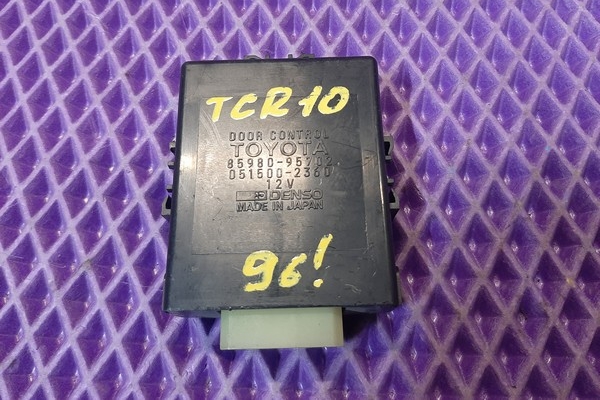 TCR10
DOOR CONTROL
TOYOTA
85980-95702
051500-2360
12V
DENSO
MADE IN JAPAN
96!